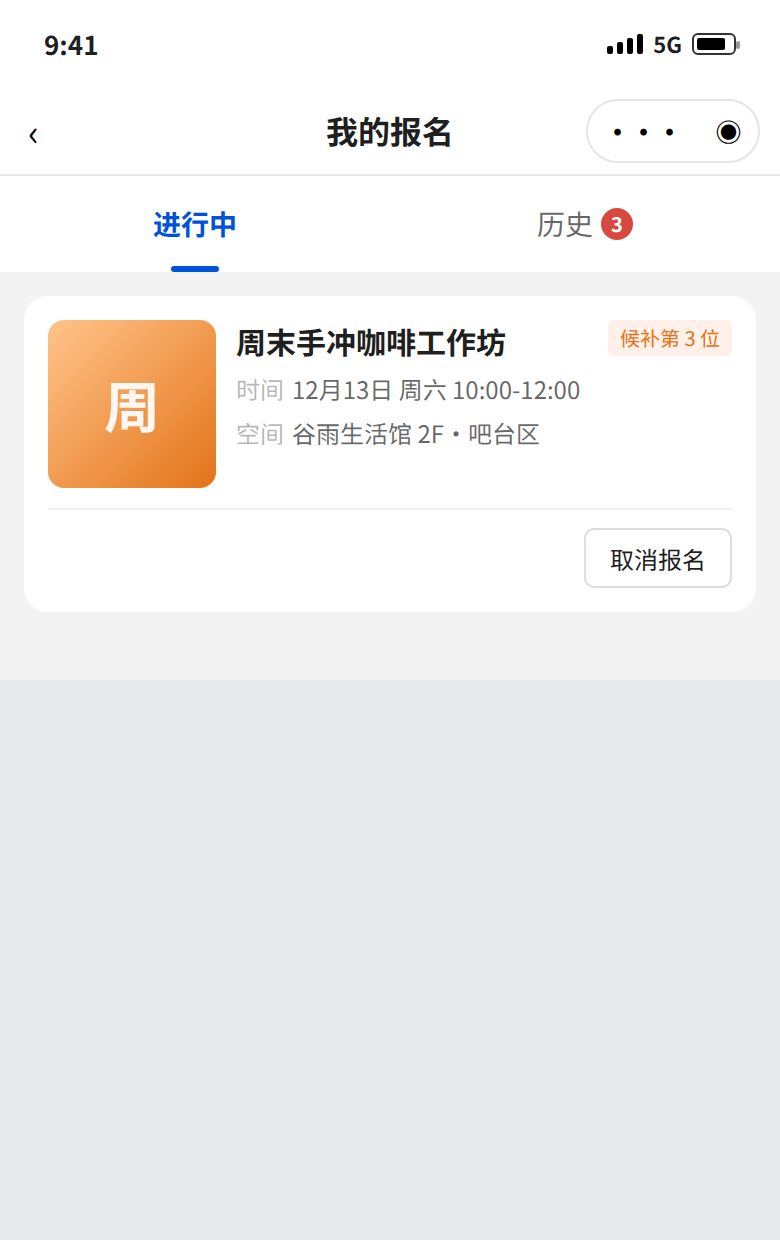 9:41 5G
‹ 我的报名
进行中 历史 3
周 周末手冲咖啡工作坊 候补第 3 位
时间 12月13日 周六 10:00-12:00
空间 谷雨生活馆 2F·吧台区
取消报名